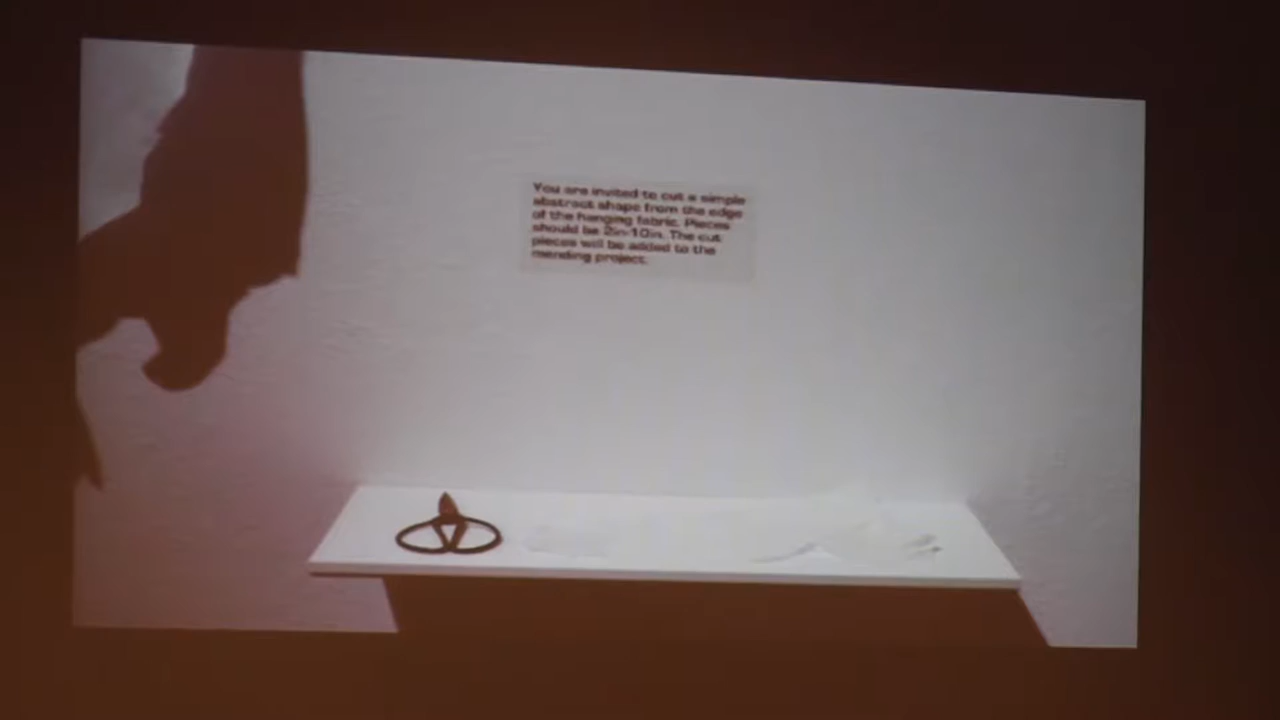 You are invited to cut a simple
abstract shape from the edge
of the hanging fabric. Pieces
should be 2in-10in. The cut
pieces will be added to the
mending project.